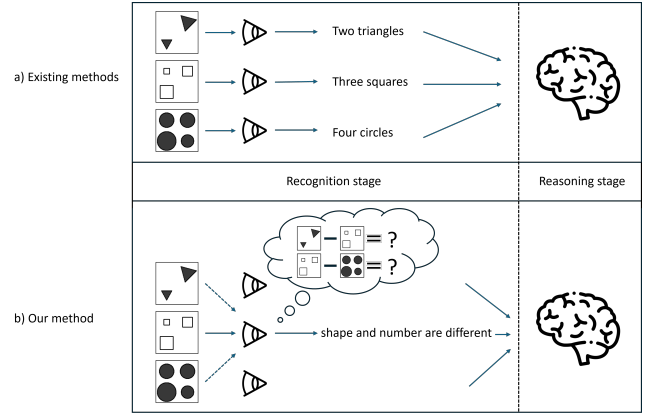 a) Existing methods
Two triangles
Three squares
Four circles
Recognition stage
Reasoning stage
− = ?
− = ?
b) Our method
shape and number are different